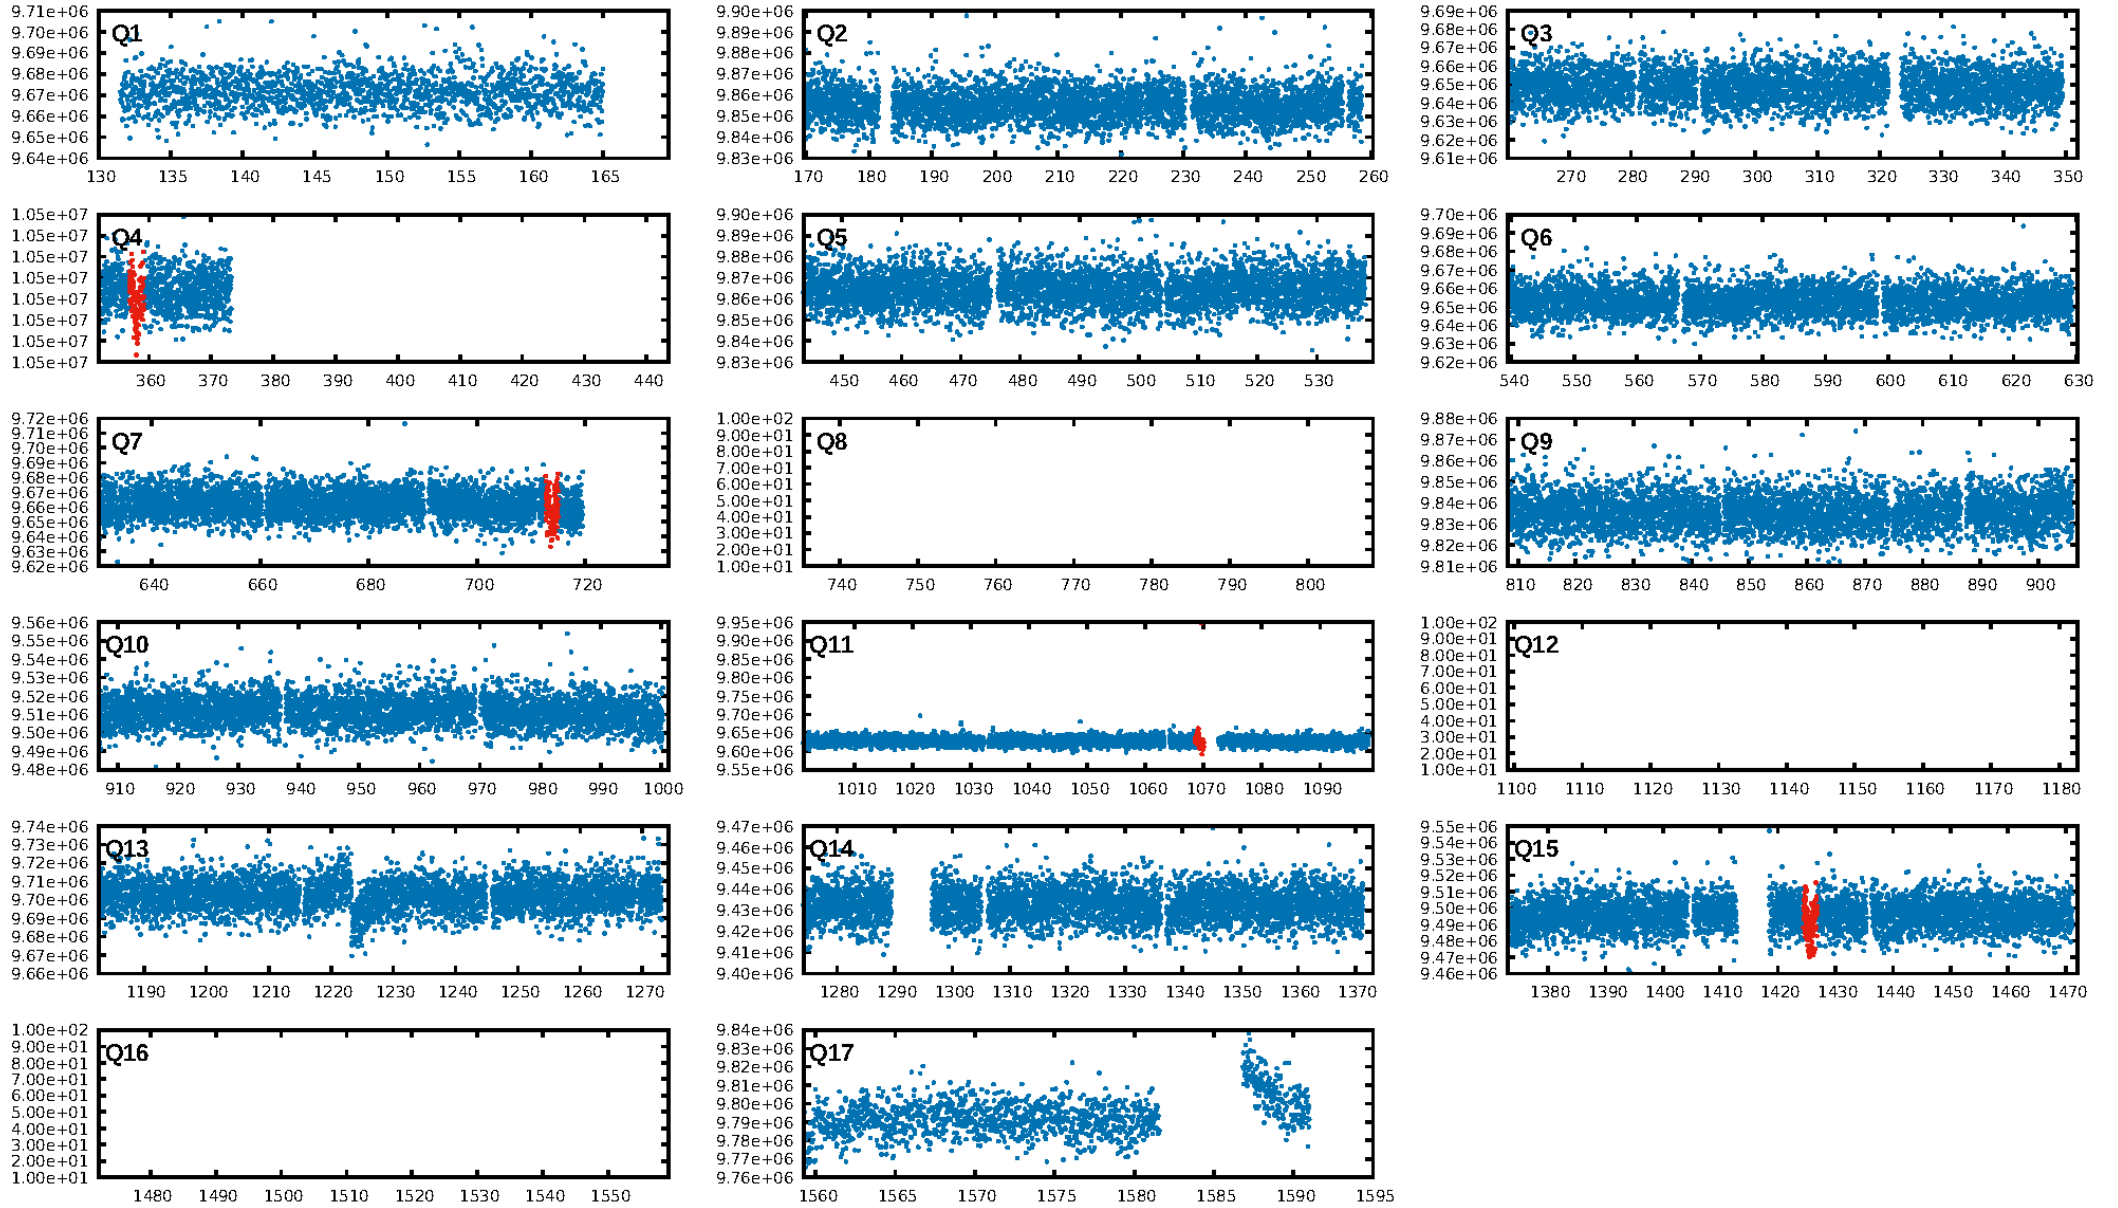 9.71e+06
9.70e+06
9.69e+06
9.68e+06
9.67e+06
9.66e+06
9.65e+06
9.64e+06
Q1
130 135 140 145 150 155 160 165
9.90e+06
9.89e+06
9.88e+06
9.87e+06
9.86e+06
9.85e+06
9.84e+06
9.83e+06
Q2
170 180 190 200 210 220 230 240 250 260
9.69e+06
9.68e+06
9.67e+06
9.66e+06
9.65e+06
9.64e+06
9.63e+06
9.62e+06
9.61e+06
Q3
270 280 290 300 310 320 330 340 350
1.05e+07
1.05e+07
1.05e+07
1.05e+07
1.05e+07
1.05e+07
1.05e+07
1.05e+07
Q4
360 370 380 390 400 410 420 430 440
9.90e+06
9.89e+06
9.88e+06
9.87e+06
9.86e+06
9.85e+06
9.84e+06
9.83e+06
Q5
450 460 470 480 490 500 510 520 530
9.70e+06
9.69e+06
9.68e+06
9.67e+06
9.66e+06
9.65e+06
9.64e+06
9.63e+06
9.62e+06
Q6
540 550 560 570 580 590 600 610 620 630
9.72e+06
9.71e+06
9.70e+06
9.69e+06
9.68e+06
9.67e+06
9.66e+06
9.65e+06
9.64e+06
9.63e+06
9.62e+06
Q7
640 660 680 700 720
1.00e+02
9.00e+01
8.00e+01
7.00e+01
6.00e+01
5.00e+01
4.00e+01
3.00e+01
2.00e+01
1.00e+01
Q8
740 750 760 770 780 790 800
9.88e+06
9.87e+06
9.86e+06
9.85e+06
9.84e+06
9.83e+06
9.82e+06
9.81e+06
Q9
810 820 830 840 850 860 870 880 890 900
9.56e+06
9.55e+06
9.54e+06
9.53e+06
9.52e+06
9.51e+06
9.50e+06
9.49e+06
9.48e+06
Q10
910 920 930 940 950 960 970 980 990 1000
9.95e+06
9.90e+06
9.85e+06
9.80e+06
9.75e+06
9.70e+06
9.65e+06
9.60e+06
9.55e+06
Q11
1010 1020 1030 1040 1050 1060 1070 1080 1090
1.00e+02
9.00e+01
8.00e+01
7.00e+01
6.00e+01
5.00e+01
4.00e+01
3.00e+01
2.00e+01
1.00e+01
Q12
1100 1110 1120 1130 1140 1150 1160 1170 1180
9.74e+06
9.73e+06
9.72e+06
9.71e+06
9.70e+06
9.69e+06
9.68e+06
9.67e+06
9.66e+06
Q13
1190 1200 1210 1220 1230 1240 1250 1260 1270
9.47e+06
9.46e+06
9.45e+06
9.44e+06
9.43e+06
9.42e+06
9.41e+06
9.40e+06
Q14
1280 1290 1300 1310 1320 1330 1340 1350 1360 1370
9.55e+06
9.54e+06
9.53e+06
9.52e+06
9.51e+06
9.50e+06
9.49e+06
9.48e+06
9.47e+06
9.46e+06
Q15
1380 1390 1400 1410 1420 1430 1440 1450 1460 1470
1.00e+02
9.00e+01
8.00e+01
7.00e+01
6.00e+01
5.00e+01
4.00e+01
3.00e+01
2.00e+01
1.00e+01
Q16
1480 1490 1500 1510 1520 1530 1540 1550
9.84e+06
9.83e+06
9.82e+06
9.81e+06
9.80e+06
9.79e+06
9.78e+06
9.77e+06
9.76e+06
Q17
1560 1565 1570 1575 1580 1585 1590 1595